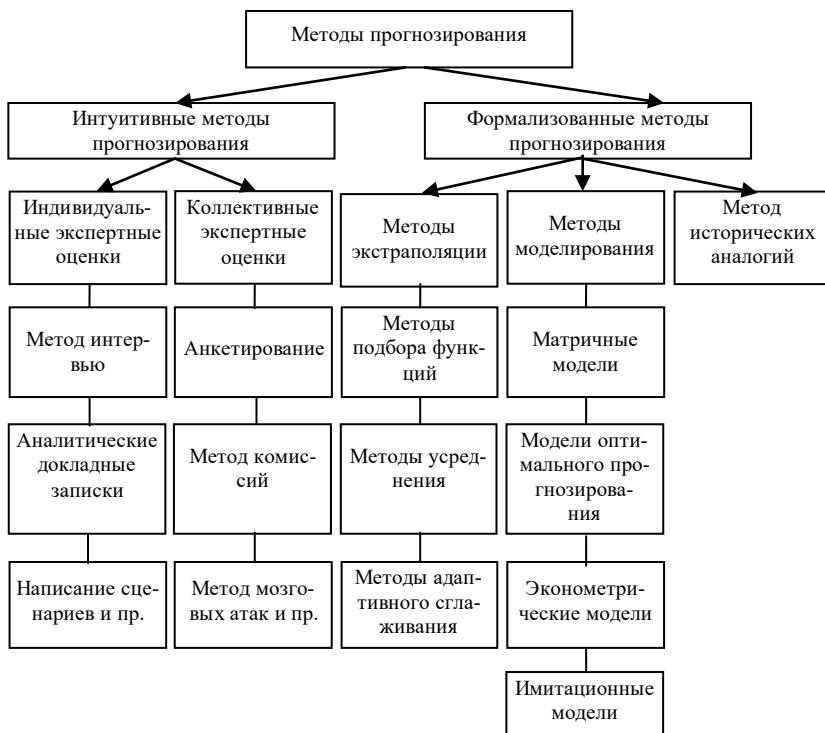 Методы прогнозирования
Интуитивные методы
прогнозирования
Формализованные методы
прогнозирования
Индивидуаль-
ные экспертные
оценки
Коллективные
экспертные
оценки
Методы
экстраполяции
Методы
моделирования
Метод
исторических
аналогий
Метод интер-
вью
Анкетирование
Методы
подбора функ-
ций
Матричные
модели
Аналитические
докладные
записки
Метод комис-
сий
Методы усред-
нения
Модели опти-
мального про-
гнозирова-
ния
Написание сце-
нариев и пр.
Метод мозго-
вых атак и пр.
Методы адап-
тивного сгла-
живания
Эконометри-
ческие модели
Имитационные
модели